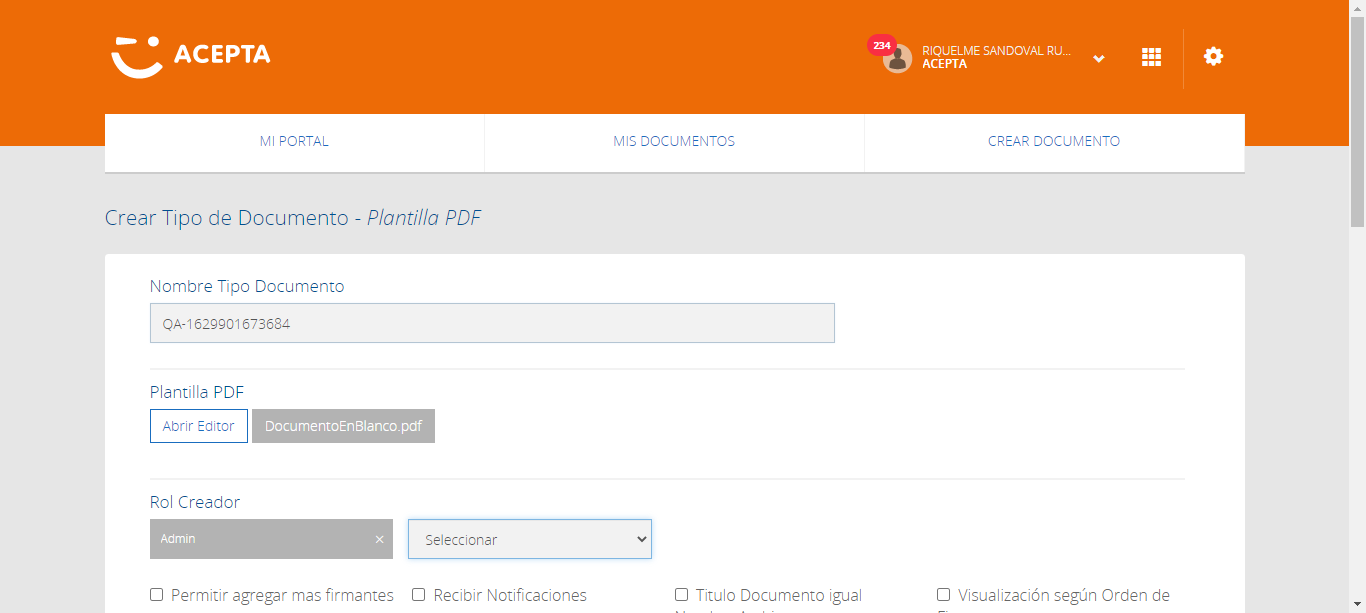 ACEPTA
234
RIQUELME SANDOVAL RU...
ACEPTA
MI PORTAL
MIS DOCUMENTOS
CREAR DOCUMENTO
Crear Tipo de Documento - Plantilla PDF
Nombre Tipo Documento
QA-1629901673684
Plantilla PDF
Abrir Editor
DocumentoEnBlanco.pdf
Rol Creador
Admin ×
Seleccionar
Permitir agregar mas firmantes
Recibir Notificaciones
Titulo Documento igual
Visualización según Orden de